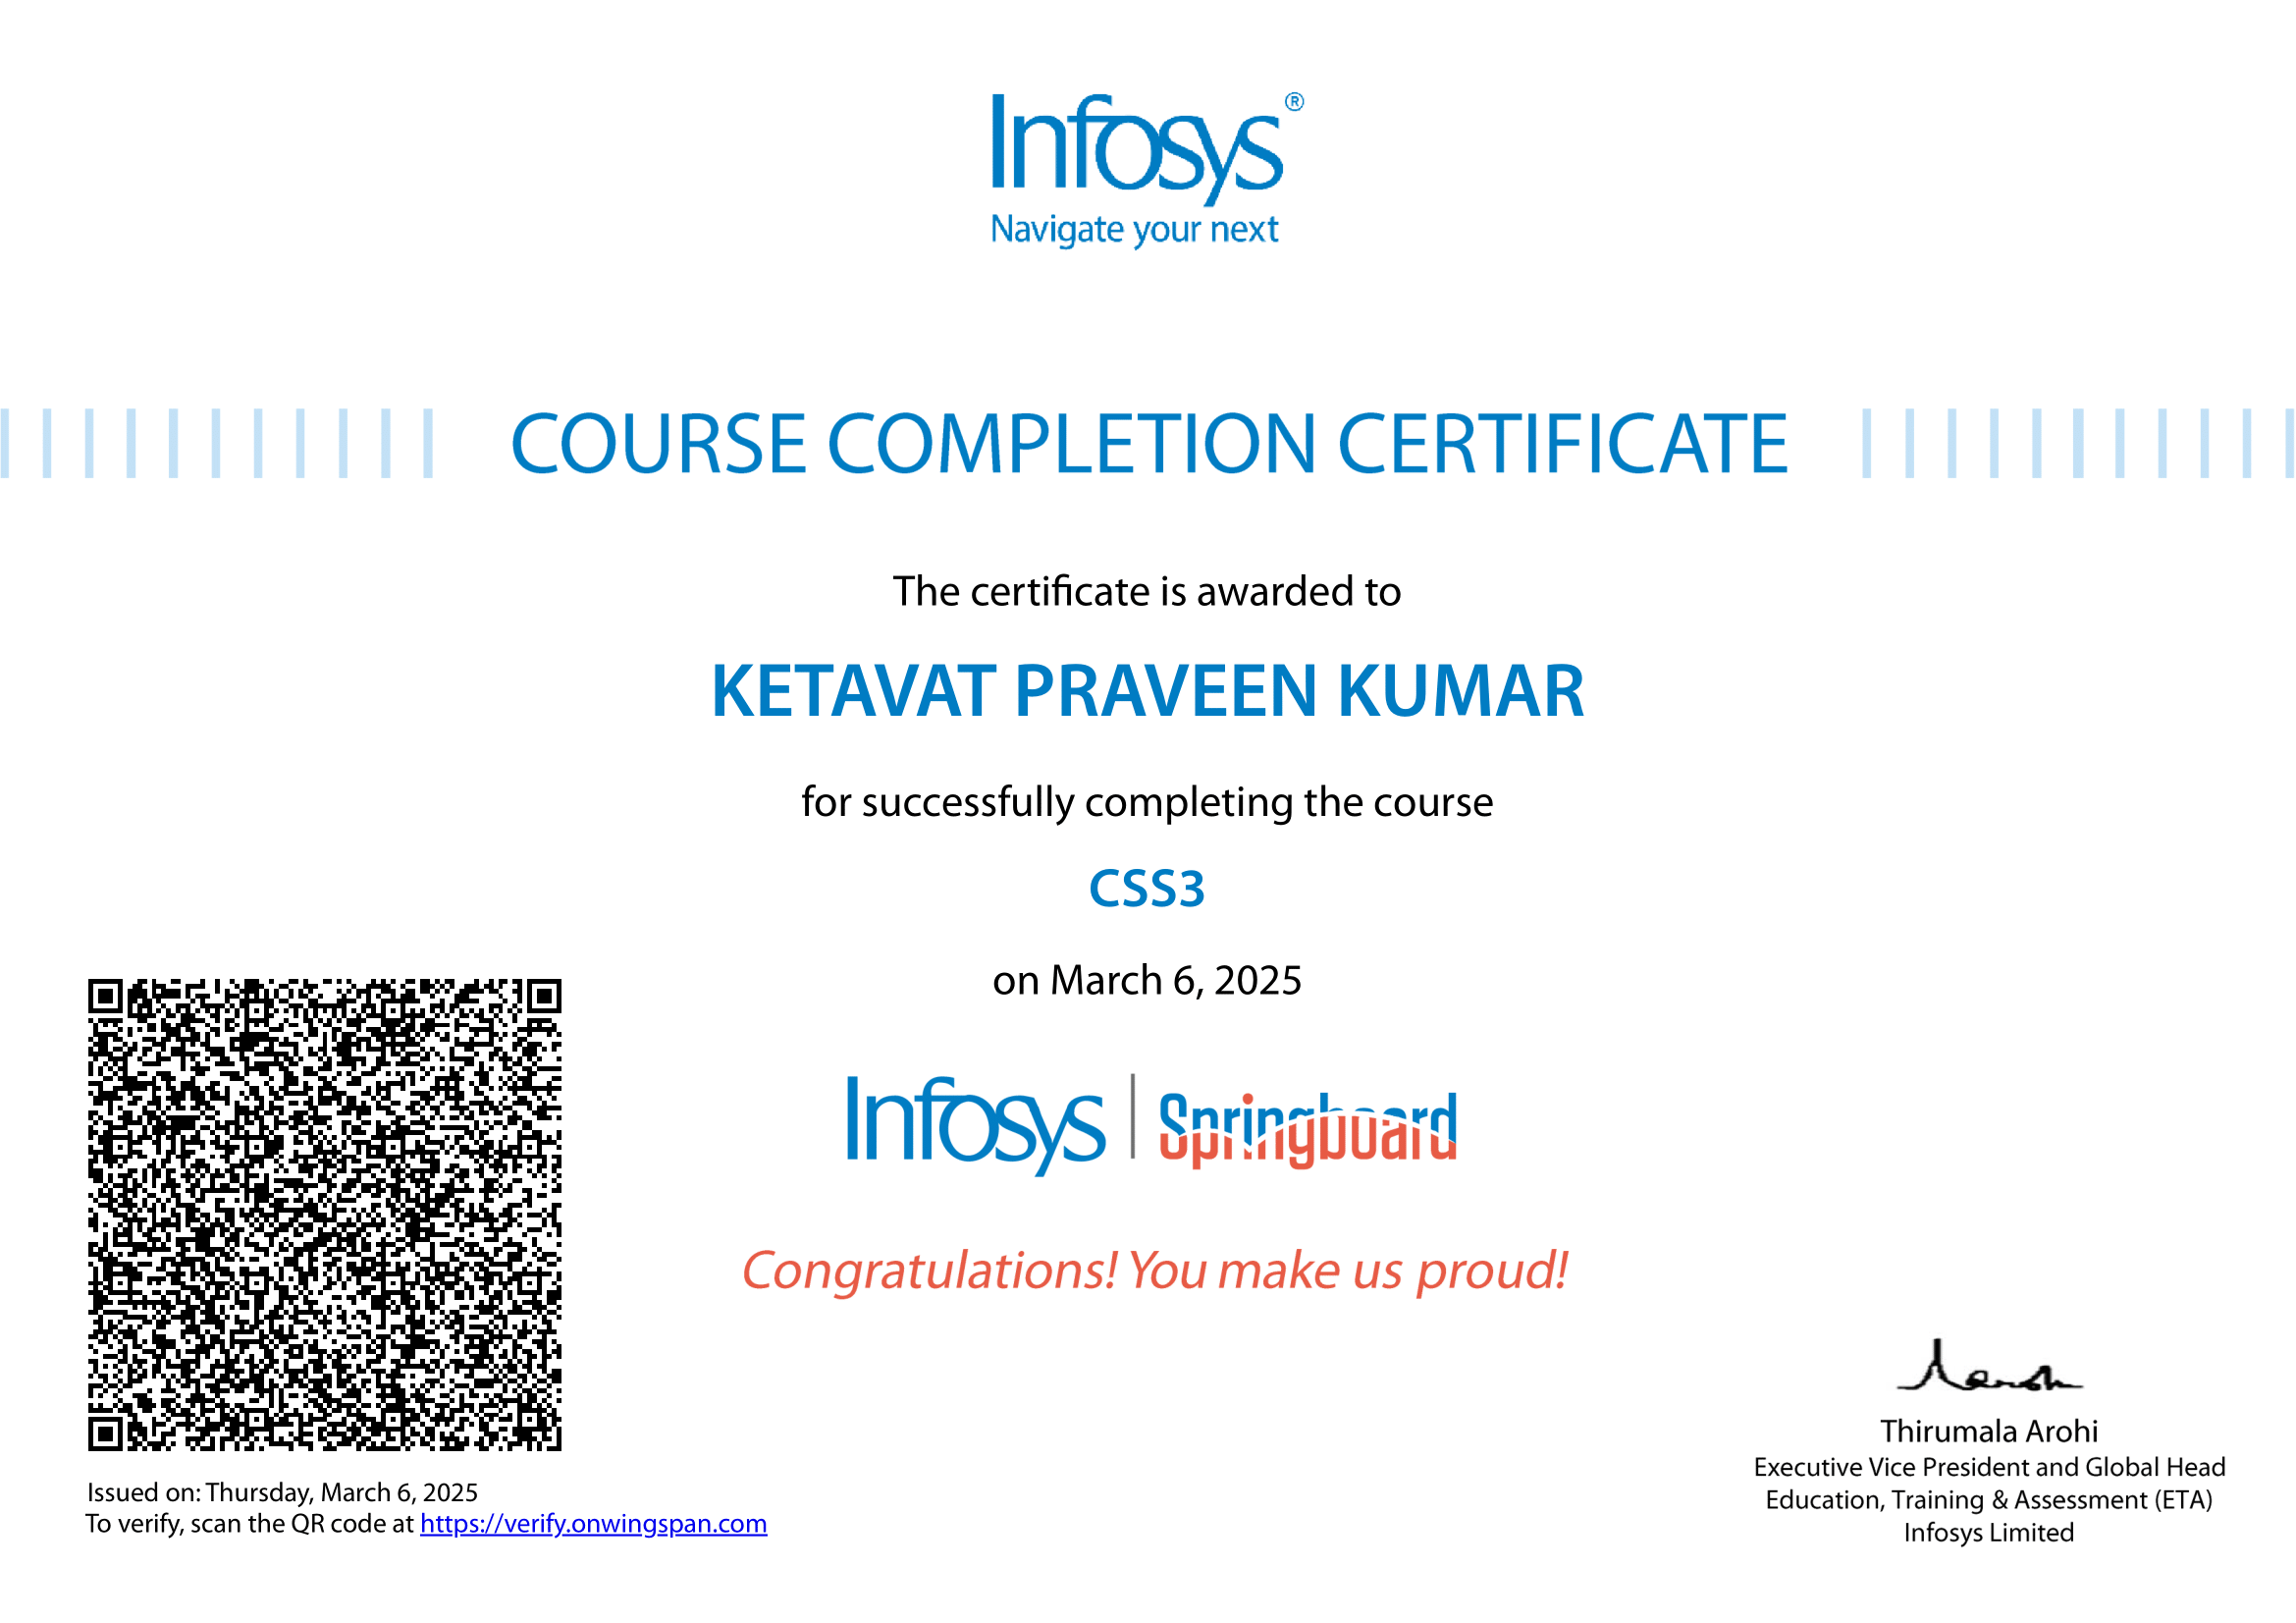 Infosys®
Navigate your next
COURSE COMPLETION CERTIFICATE
The certificate is awarded to
KETAVAT PRAVEEN KUMAR
for successfully completing the course
CSS3
on March 6, 2025
Infosys | Springboard
Congratulations! You make us proud!
Issued on: Thursday, March 6, 2025
To verify, scan the QR code at https://verify.onwingspan.com
Thirumala Arohi
Executive Vice President and Global Head
Education, Training & Assessment (ETA)
Infosys Limited